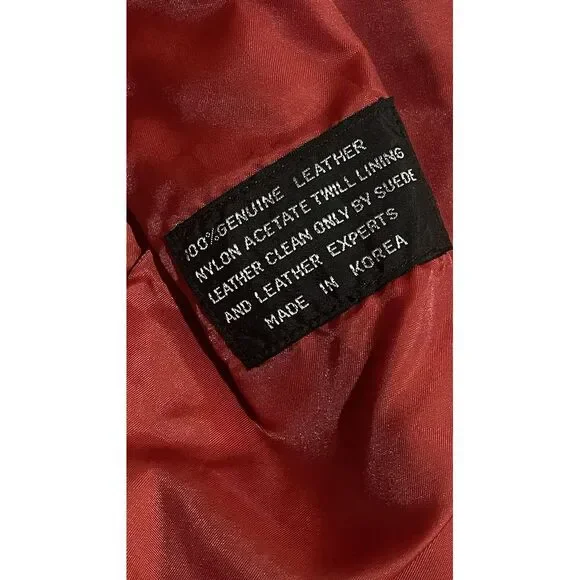 100%GENUINE LEATHER
NYLON ACETATE TWILL LINING
LEATHER CLEAN ONLY BY SUEDE
AND LEATHER EXPERTS
MADE IN KOREA